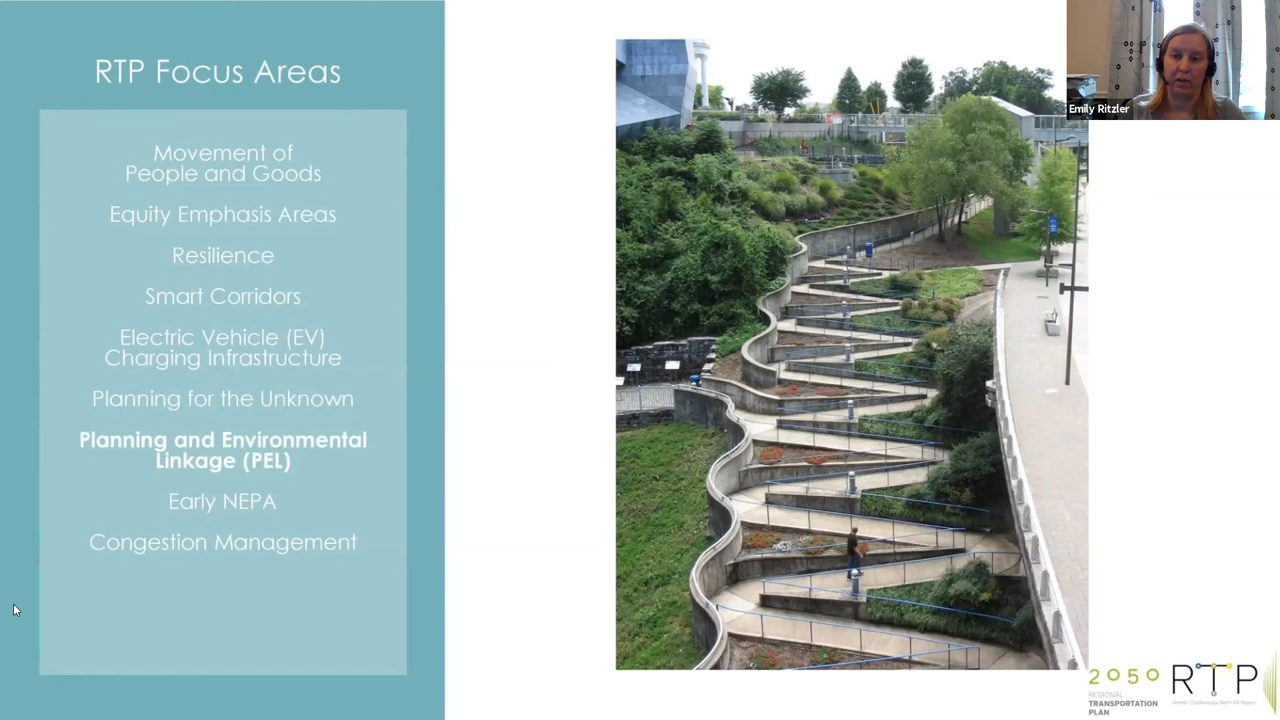 RTP Focus Areas
Movement of
People and Goods
Equity Emphasis Areas
Resilience
Smart Corridors
Electric Vehicle (EV)
Charging Infrastructure
Planning for the Unknown
Planning and Environmental
Linkage (PEL)
Early NEPA
Congestion Management
Emily Ritzler
2050
REGIONAL
TRANSPORTATION
PLAN
RTP